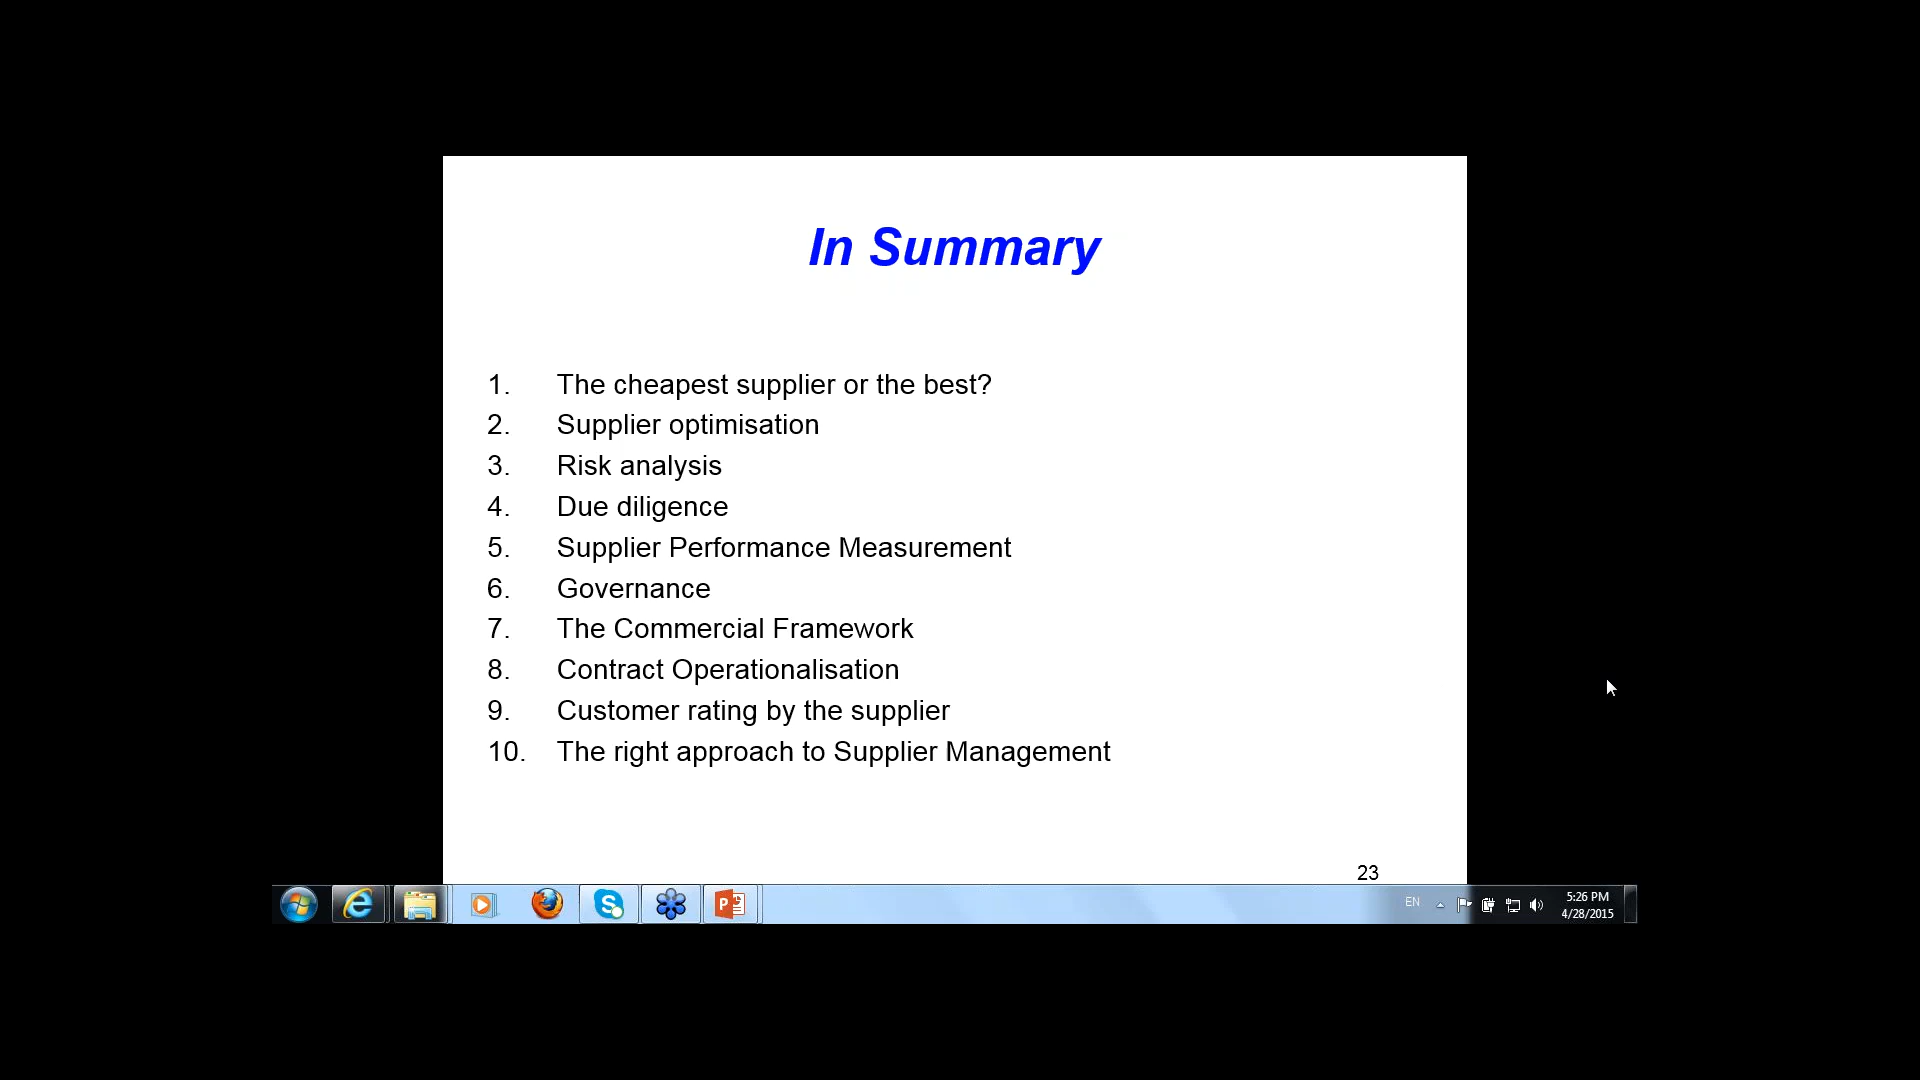 In Summary
1. The cheapest supplier or the best?
2. Supplier optimisation
3. Risk analysis
4. Due diligence
5. Supplier Performance Measurement
6. Governance
7. The Commercial Framework
8. Contract Operationalisation
9. Customer rating by the supplier
10. The right approach to Supplier Management
23
EN
5:26 PM
4/28/2015